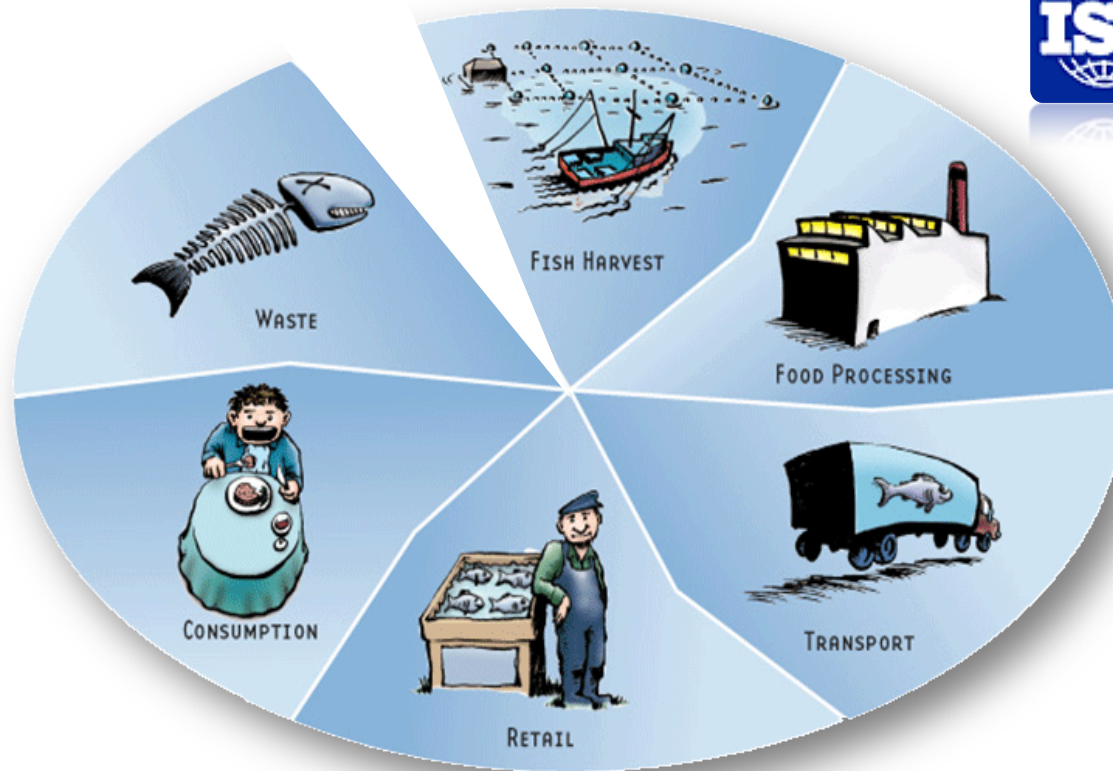 FISH HARVEST
FOOD PROCESSING
TRANSPORT
RETAIL
CONSUMPTION
WASTE